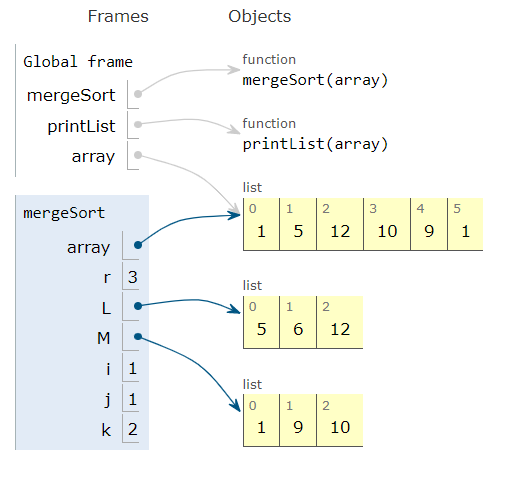 Frames Objects
Global frame
mergeSort
printList
array
function
mergeSort(array)
function
printList(array)
list
0 1 2 3 4 5
1 5 12 10 9 1
mergeSort
array
r 3
L
M
i 1
j 1
k 2
list
0 1 2
5 6 12
list
0 1 2
1 9 10